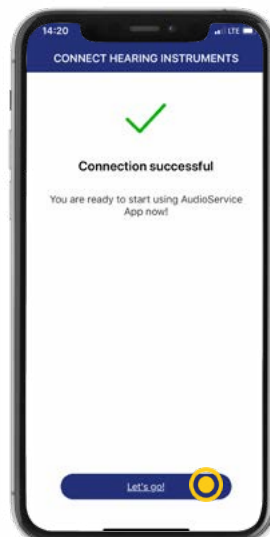 14:20
LTE
CONNECT HEARING INSTRUMENTS
Connection successful
You are ready to start using AudioService
App now!
Let's go!